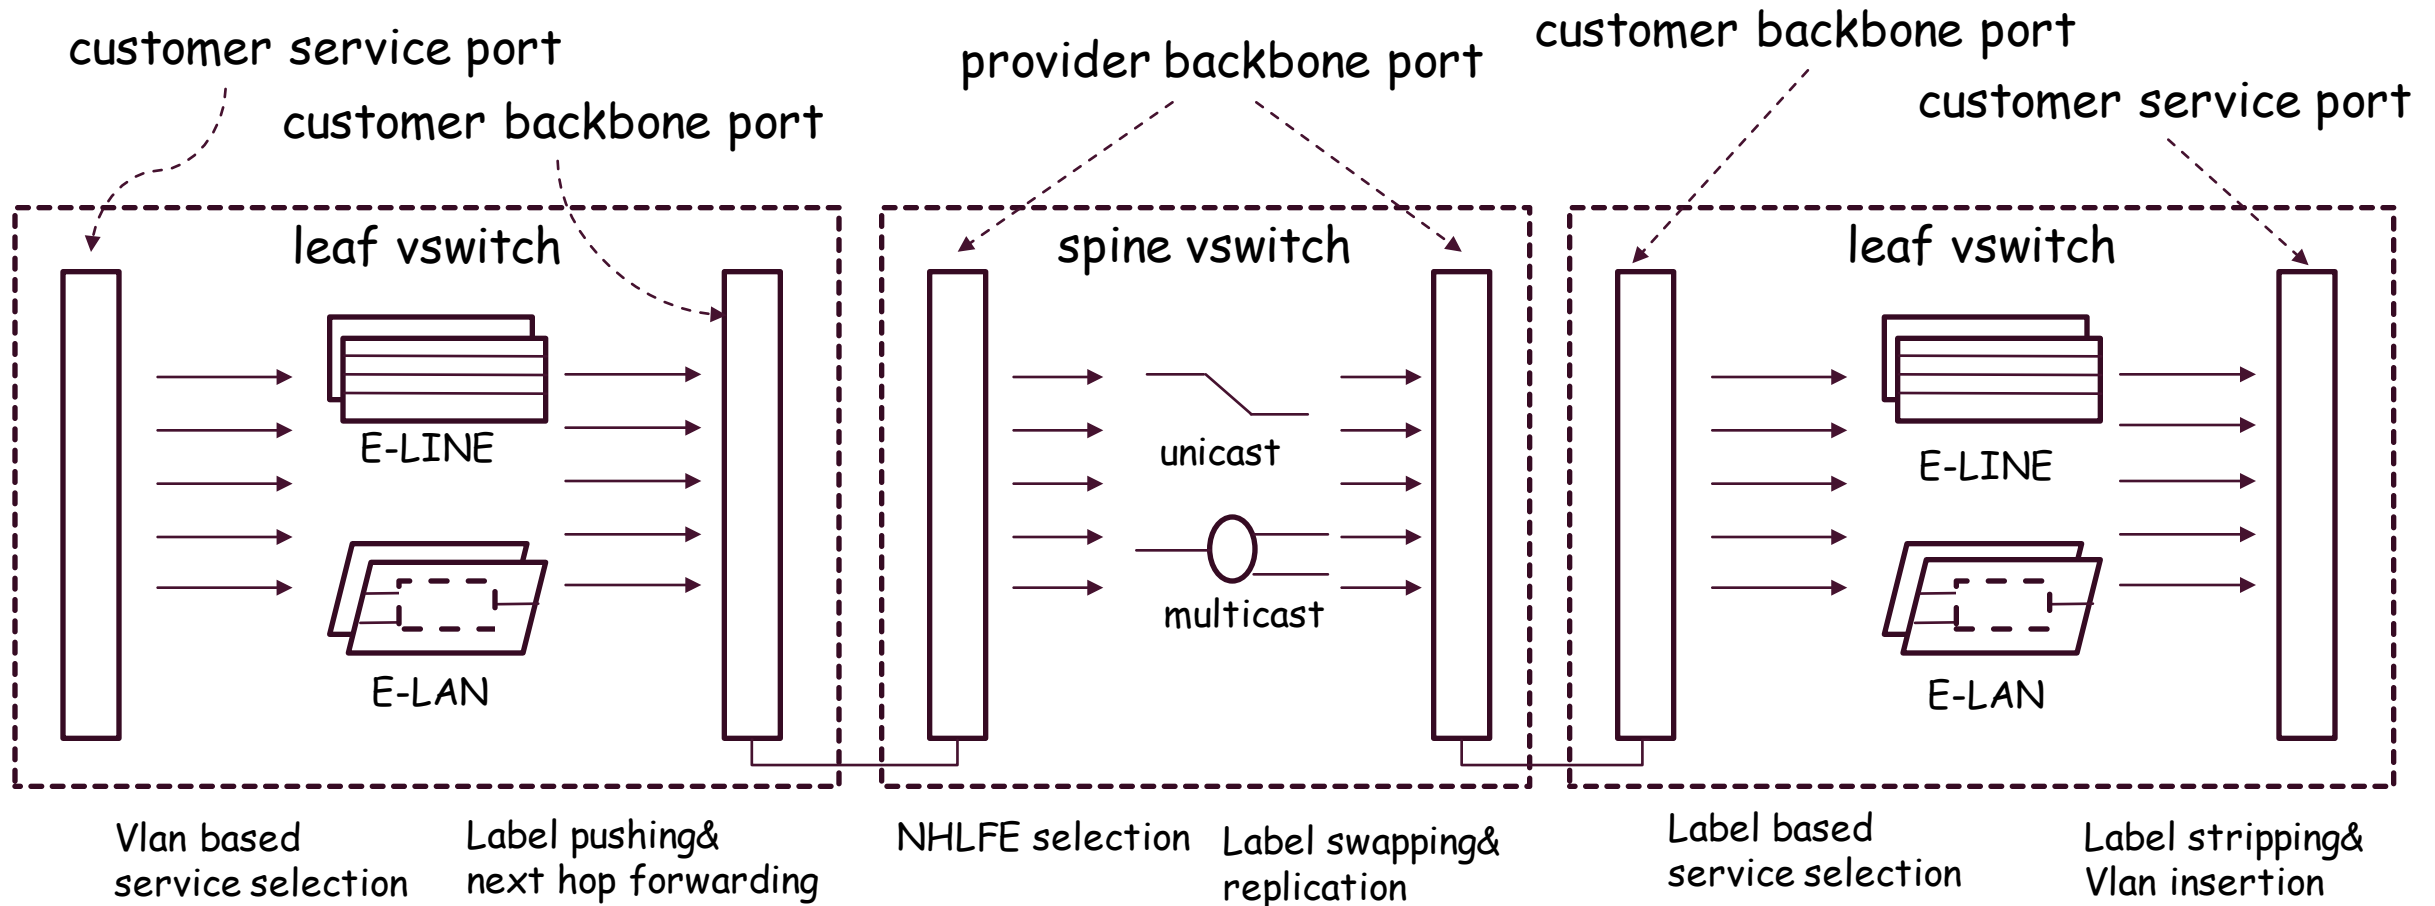 customer service port
customer backbone port
provider backbone port
customer backbone port
customer service port
leaf vswitch
E-LINE
E-LAN
spine vswitch
unicast
multicast
leaf vswitch
E-LINE
E-LAN
Vlan based
service selection
Label pushing&
next hop forwarding
NHLFE selection
Label swapping&
replication
Label based
service selection
Label stripping&
Vlan insertion